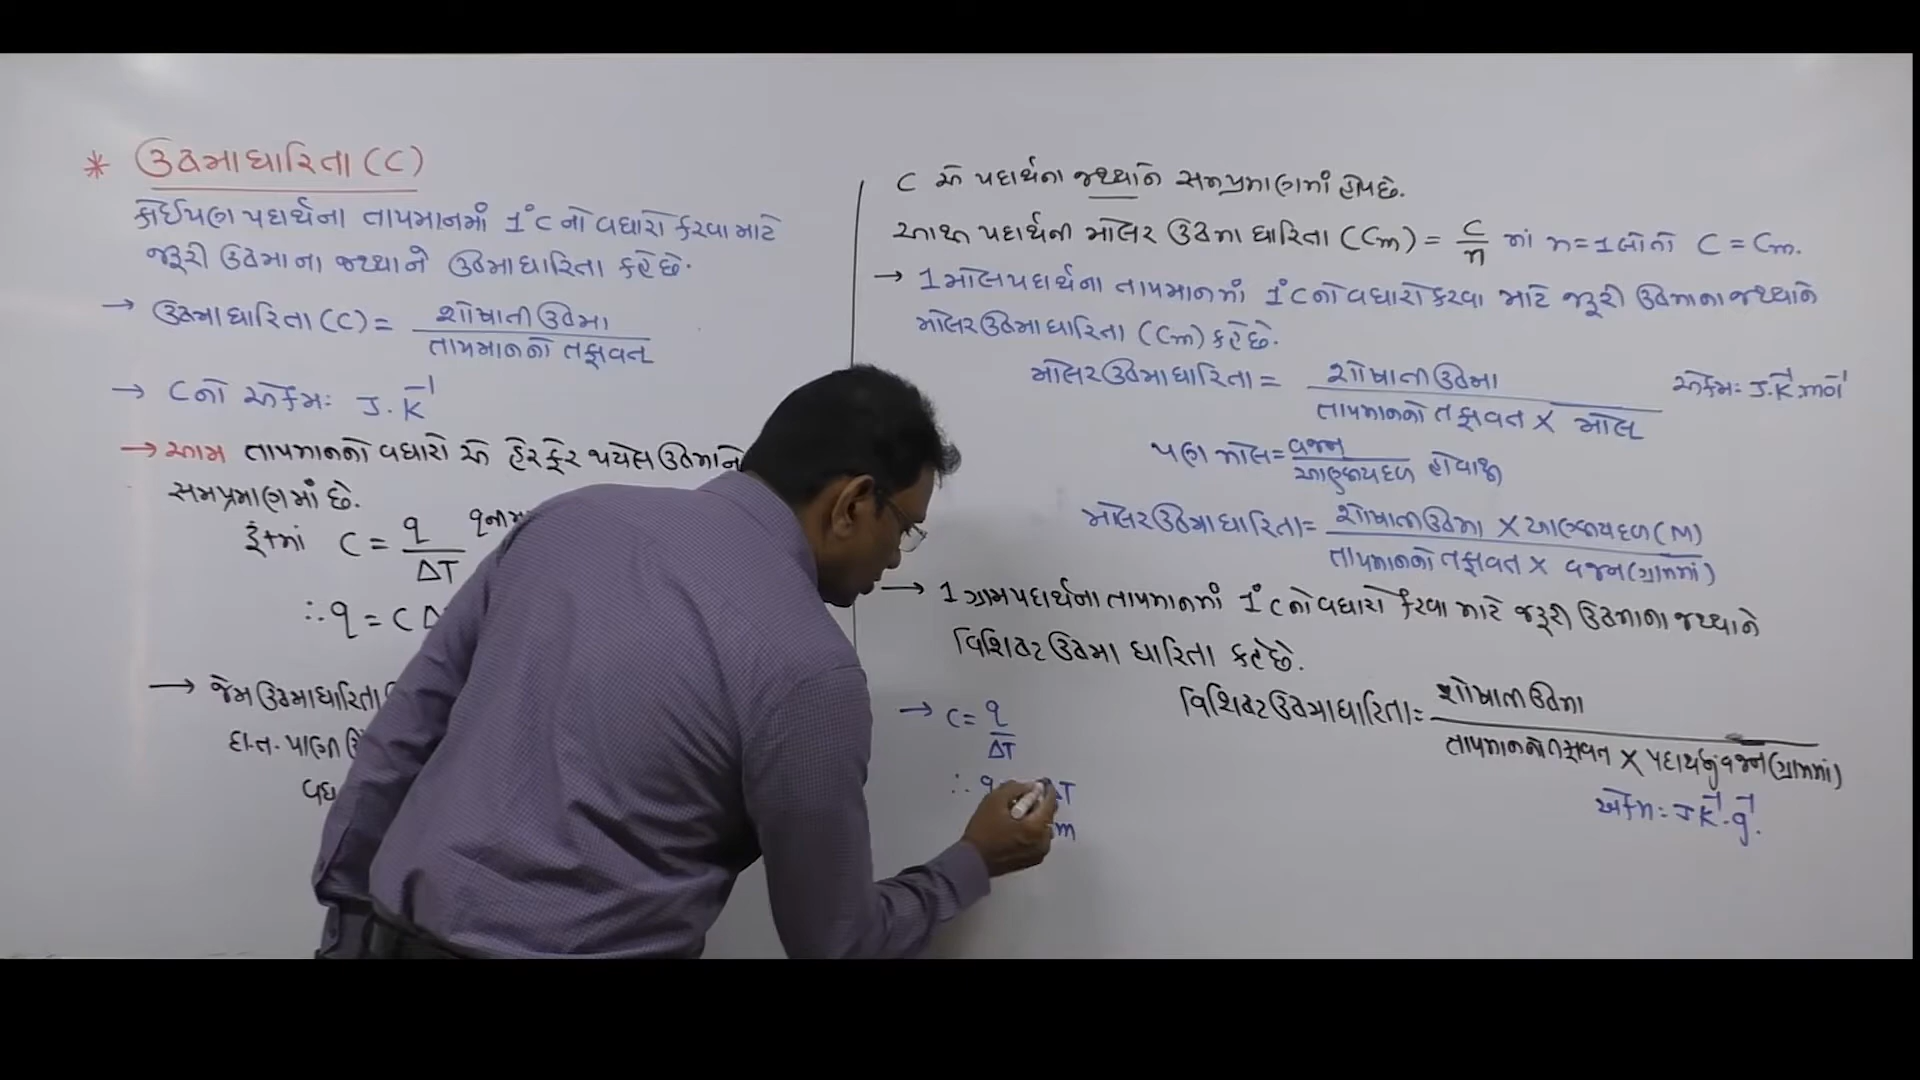 * ઉષ્માધારિતા (C)
કોઈપણ પદાર્થના તાપમાનમાં 1°C નો વધારો કરવા માટે
જરૂરી ઉષ્માના જથ્થાને ઉષ્માધારિતા કહે છે.
→ ઉષ્માધારિતા (C) = શોષાતી ઉષ્મા / તાપમાનનો તફાવત
→ C નો એકમ: J.K⁻¹
→ આમ તાપમાનનો વધારો એ હેરફેર થયેલ ઉષ્માને
સમપ્રમાણમાં છે.
C = q / ΔT
∴ q = C
→ જેમ ઉષ્માધારિતા
દા.ત. પાણી
વધ
C એ પદાર્થના જથ્થાને સમપ્રમાણમાં હોય છે.
આથી પદાર્થની મોલર ઉષ્માધારિતા (Cm) = C / n માં n = 1 લેતા C = Cm.
→ 1 મોલ પદાર્થના તાપમાનમાં 1°C નો વધારો કરવા માટે જરૂરી ઉષ્માના જથ્થાને
મોલર ઉષ્માધારિતા (Cm) કહે છે.
મોલર ઉષ્માધારિતા = શોષાતી ઉષ્મા / તાપમાનનો તફાવત × મોલ એકમ: J.K⁻¹.mol⁻¹
પણ મોલ = વજન / આણ્વીયદળ હોવાથી
મોલર ઉષ્માધારિતા = શોષાતી ઉષ્મા × આણ્વીયદળ (M) / તાપમાનનો તફાવત × વજન (ગ્રામમાં)
→ 1 ગ્રામ પદાર્થના તાપમાનમાં 1°C નો વધારો કરવા માટે જરૂરી ઉષ્માના જથ્થાને
વિશિષ્ટ ઉષ્માધારિતા કહે છે.
વિશિષ્ટ ઉષ્માધારિતા = શોષાતી ઉષ્મા / તાપમાનનો તફાવત × પદાર્થનું વજન (ગ્રામમાં)
એકમ: J K⁻¹.g⁻¹.
→ C = q / ΔT
∴ q ΔT
m